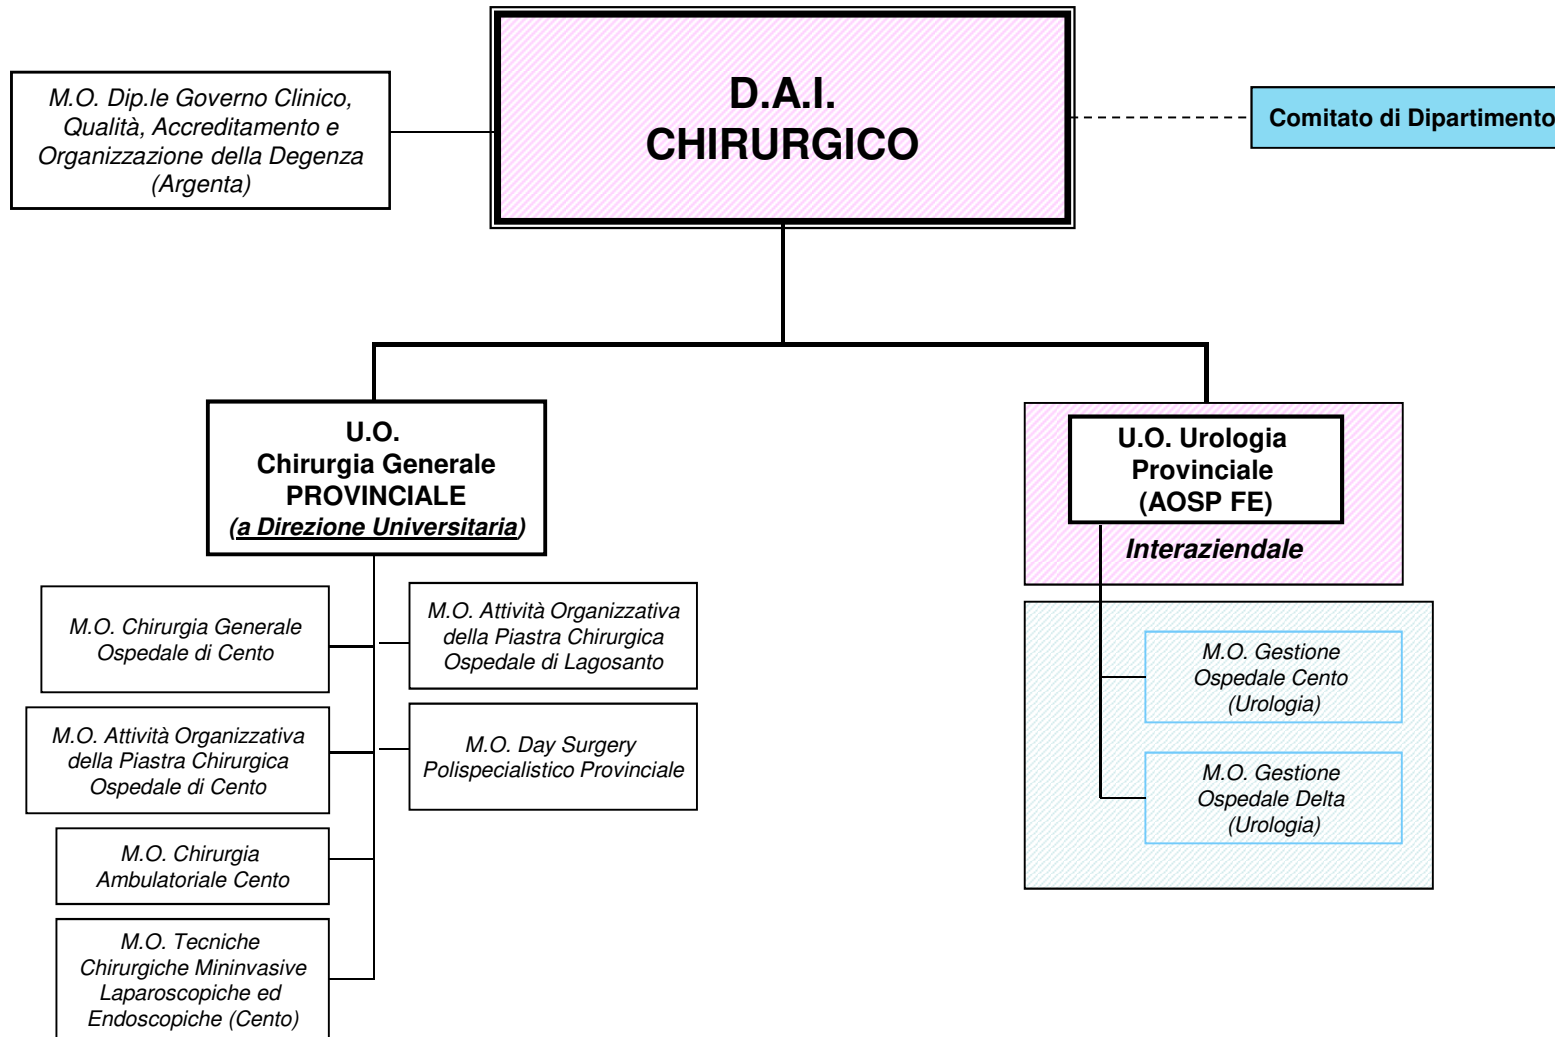 D.A.I.
CHIRURGICO
M.O. Dip.le Governo Clinico,
Qualità, Accreditamento e
Organizzazione della Degenza
(Argenta)
Comitato di Dipartimento
U.O.
Chirurgia Generale
PROVINCIALE
(a Direzione Universitaria)
M.O. Chirurgia Generale
Ospedale di Cento
M.O. Attività Organizzativa
della Piastra Chirurgica
Ospedale di Cento
M.O. Chirurgia
Ambulatoriale Cento
M.O. Tecniche
Chirurgiche Mininvasive
Laparoscopiche ed
Endoscopiche (Cento)
M.O. Attività Organizzativa
della Piastra Chirurgica
Ospedale di Lagosanto
M.O. Day Surgery
Polispecialistico Provinciale
U.O. Urologia
Provinciale
(AOSP FE)
Interaziendale
M.O. Gestione
Ospedale Cento
(Urologia)
M.O. Gestione
Ospedale Delta
(Urologia)